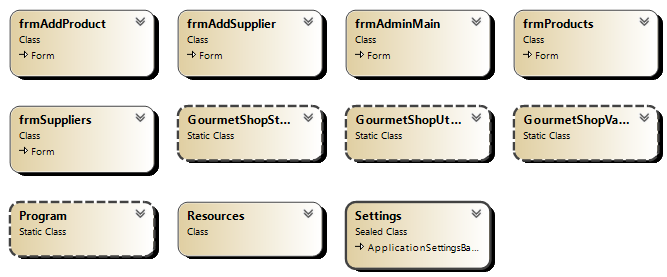 frmAddProduct
Class
→ Form
frmAddSupplier
Class
→ Form
frmAdminMain
Class
→ Form
frmProducts
Class
→ Form
frmSuppliers
Class
→ Form
GourmetShopSt...
Static Class
GourmetShopUt...
Static Class
GourmetShopVa...
Static Class
Program
Static Class
Resources
Class
Settings
Sealed Class
→ ApplicationSettingsBa...